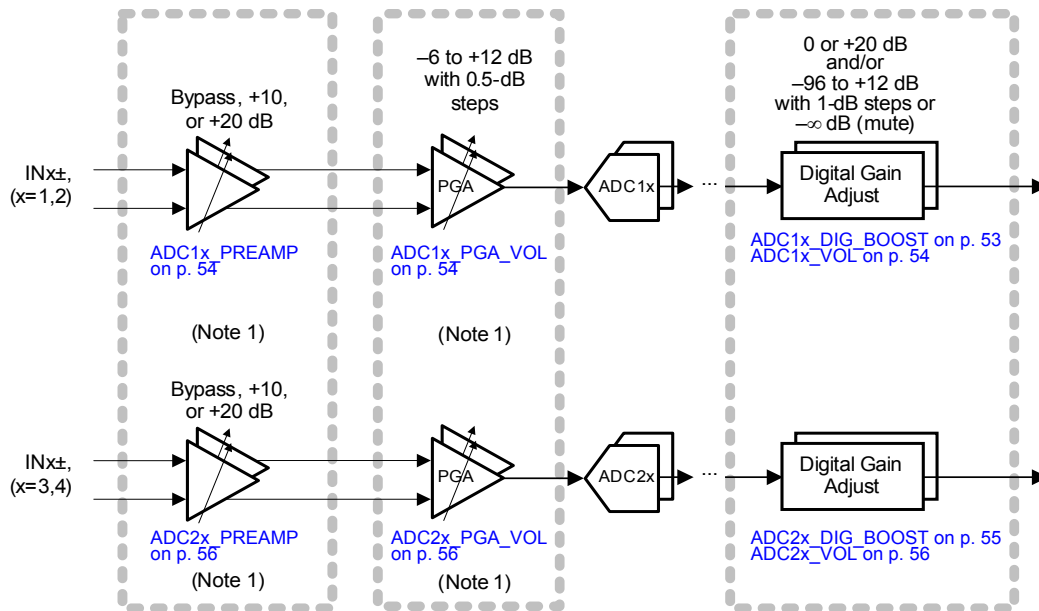 Bypass, +10,
or +20 dB
–6 to +12 dB
with 0.5-dB
steps
0 or +20 dB
and/or
–96 to +12 dB
with 1-dB steps or
–∞ dB (mute)
INx±,
(x=1,2)
PGA
ADC1x
...
Digital Gain
Adjust
ADC1x_PREAMP
on p. 54
ADC1x_PGA_VOL
on p. 54
ADC1x_DIG_BOOST on p. 53
ADC1x_VOL on p. 54
(Note 1)
(Note 1)
Bypass, +10,
or +20 dB
INx±,
(x=3,4)
PGA
ADC2x
...
Digital Gain
Adjust
ADC2x_PREAMP
on p. 56
ADC2x_PGA_VOL
on p. 56
ADC2x_DIG_BOOST on p. 55
ADC2x_VOL on p. 56
(Note 1)
(Note 1)